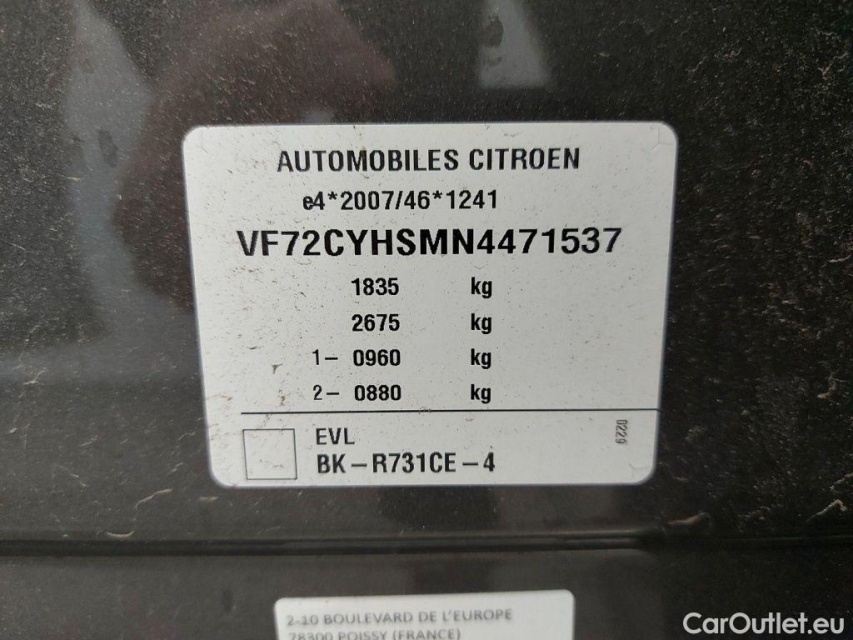 AUTOMOBILES CITROEN
e4*2007/46*1241
VF72CYHSMN4471537
1835 kg
2675 kg
1– 0960 kg
2– 0880 kg
EVL
0229
BK–R731CE–4
2-10 BOULEVARD DE L'EUROPE
78300 POISSY (FRANCE)
CarOutlet.eu